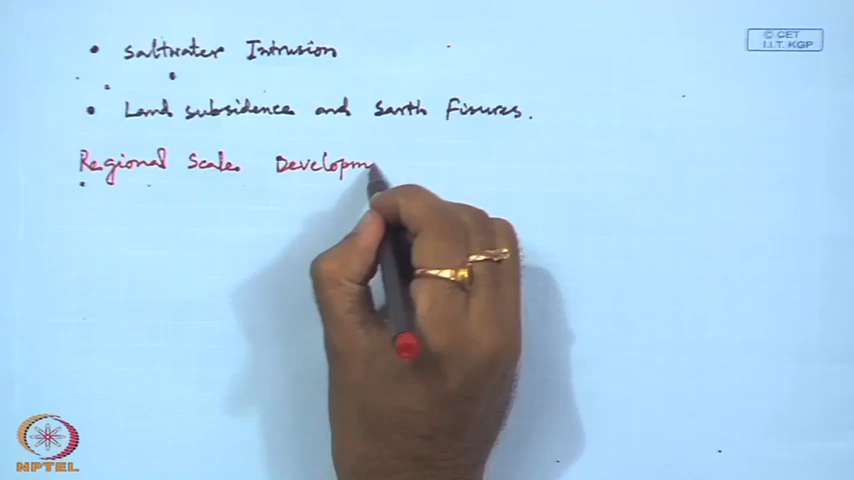 © CET
I.I.T. KGP
• Saltwater Intrusion
• Land subsidence and Earth Fissures.
Regional Scale Developm
NPTEL